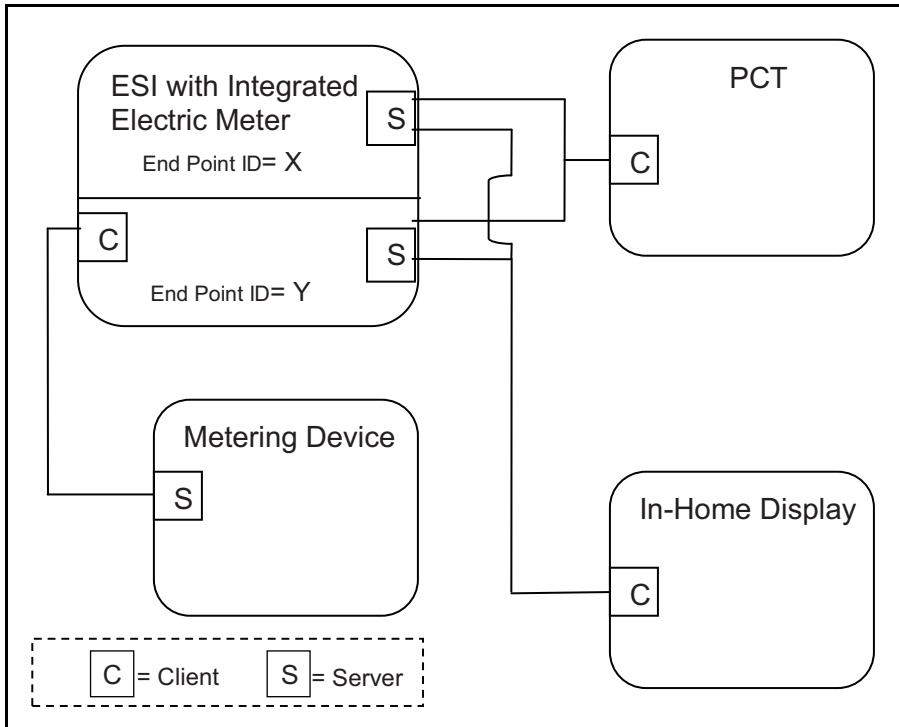 ESI with Integrated
Electric Meter
S
End Point ID= X
C
S
End Point ID= Y
PCT
C
Metering Device
S
In-Home Display
C
C = Client
S = Server